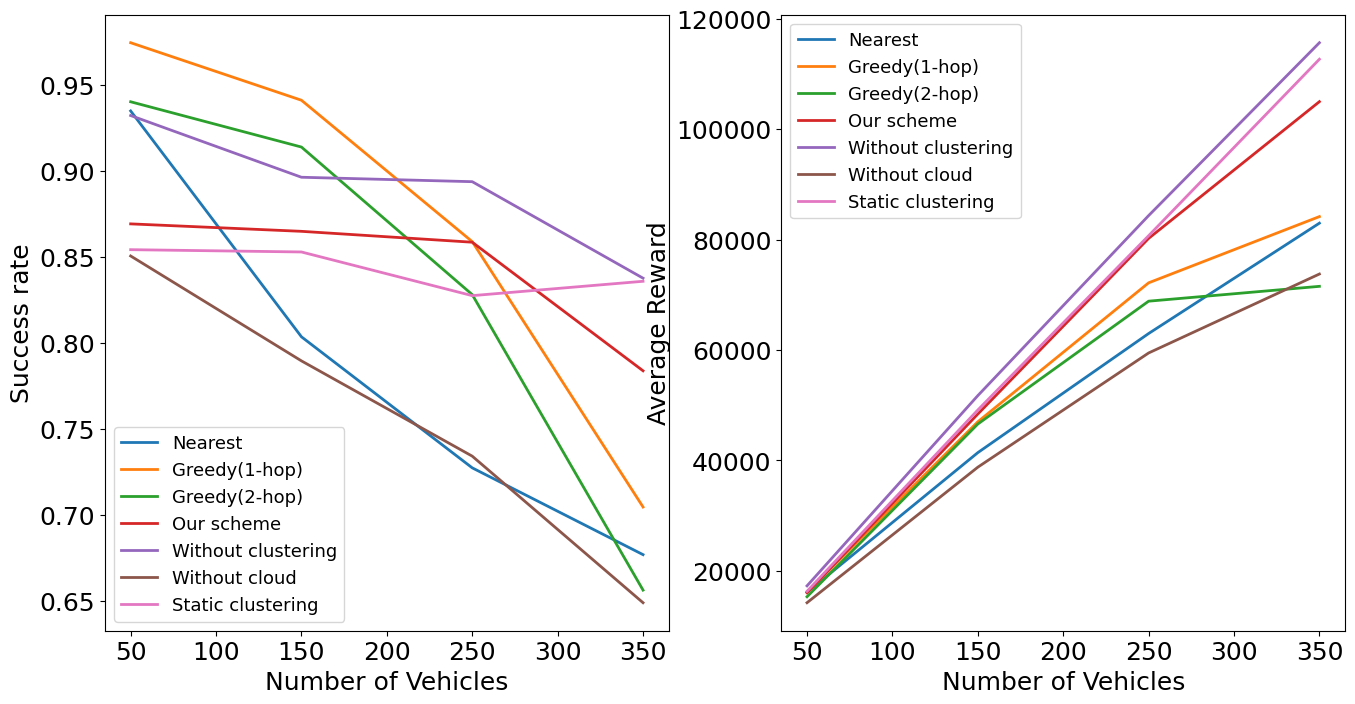 Success rate
0.95
0.90
0.85
0.80
0.75
0.70
0.65
Nearest
Greedy(1-hop)
Greedy(2-hop)
Our scheme
Without clustering
Without cloud
Static clustering
50 100 150 200 250 300 350
Number of Vehicles
Average Reward
120000
100000
80000
60000
40000
20000
Nearest
Greedy(1-hop)
Greedy(2-hop)
Our scheme
Without clustering
Without cloud
Static clustering
50 100 150 200 250 300 350
Number of Vehicles